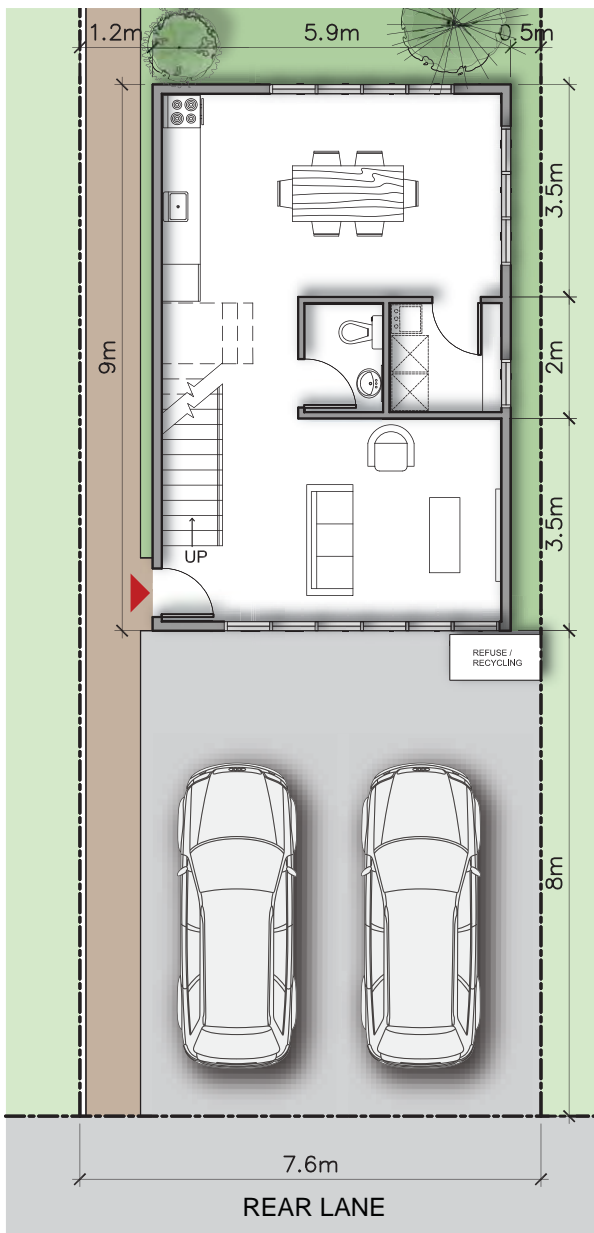 1.2m
5.9m
0.5m
3.5m
9m
2m
3.5m
UP
REFUSE /
RECYCLING
8m
7.6m
REAR LANE